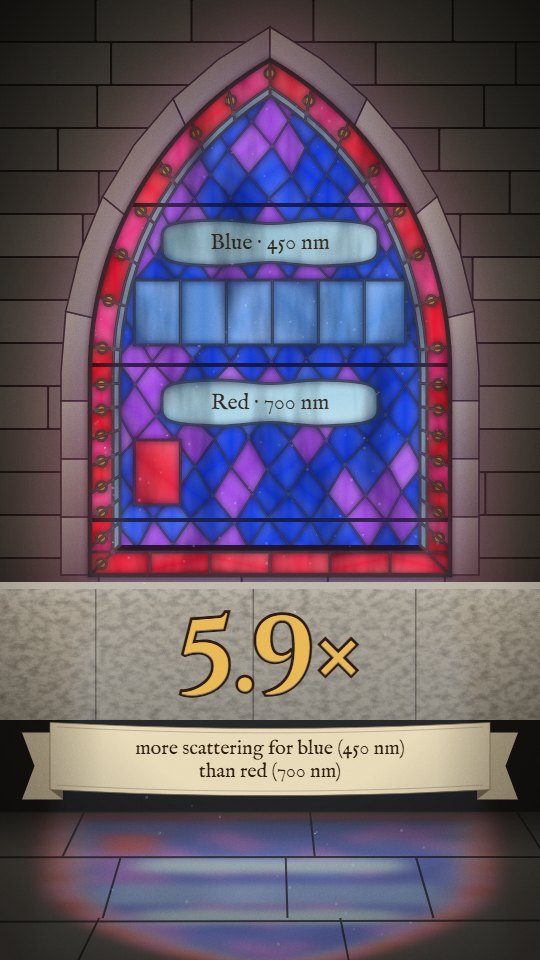 Blue · 450 nm
Red · 700 nm
5.9×
more scattering for blue (450 nm)
than red (700 nm)